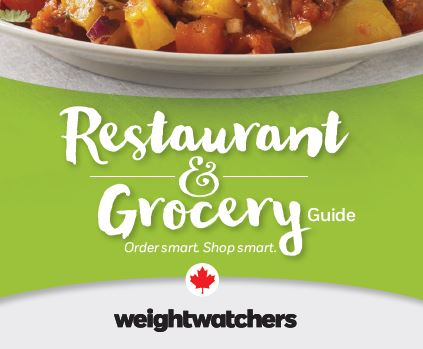 Restaurant
&
Grocery Guide
Order smart. Shop smart.
weightwatchers